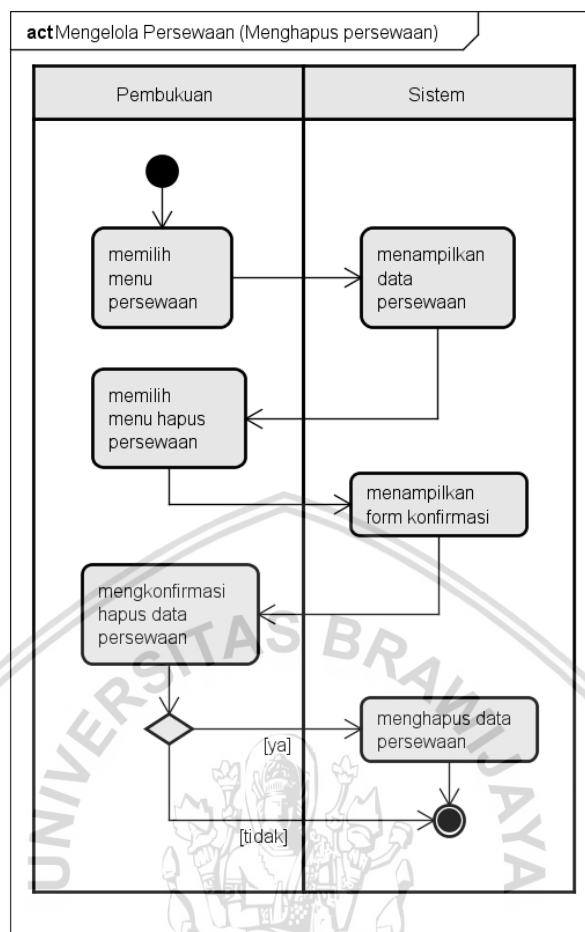 act Mengelola Persewaan (Menghapus persewaan)
Pembukuan
Sistem
memilih
menu
persewaan
menampilkan
data
persewaan
memilih
menu hapus
persewaan
menampilkan
form konfirmasi
mengkonfirmasi
hapus data
persewaan
[ya]
menghapus data
persewaan
[tidak]
UNIVERSITAS BRAWIJAYA